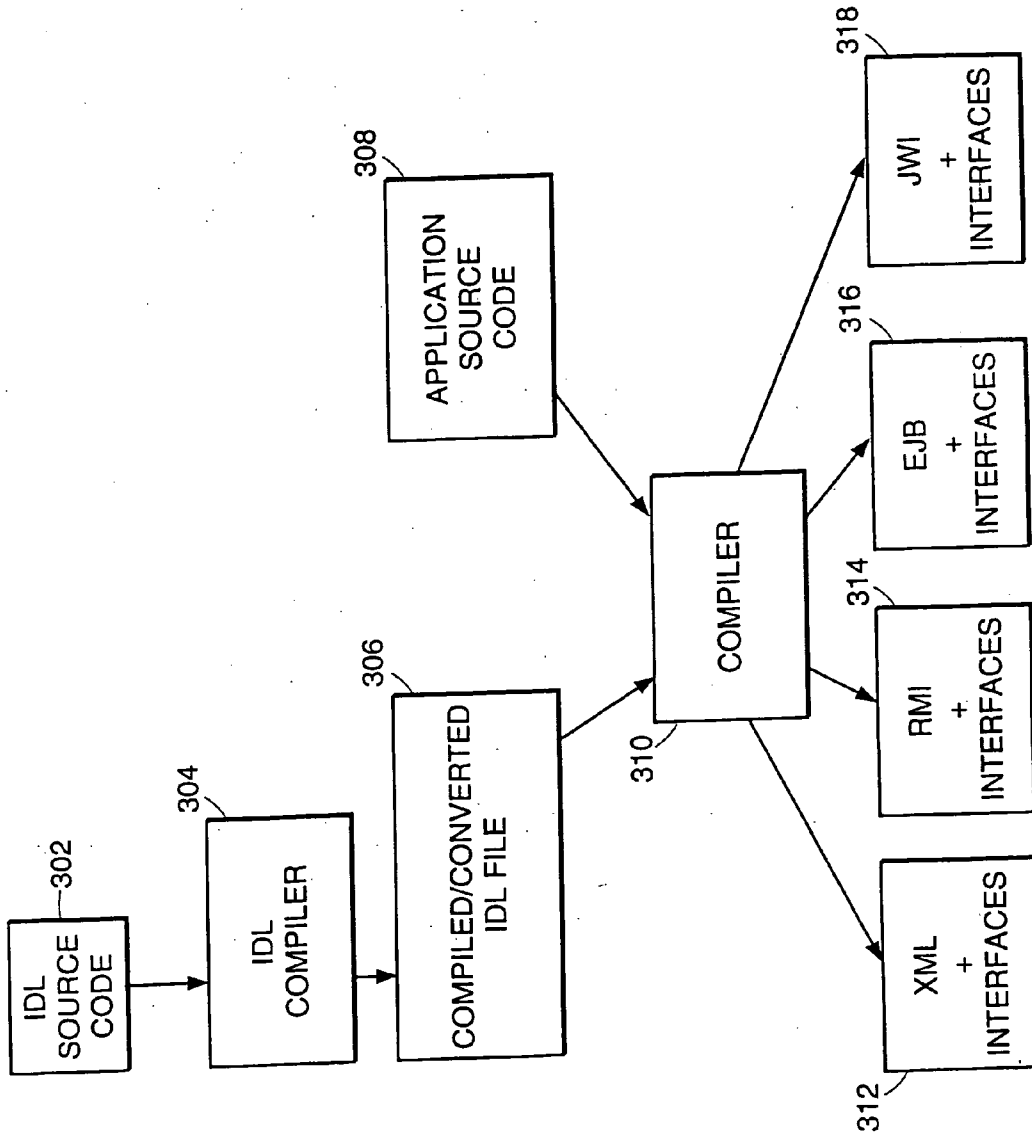 302
IDL
SOURCE
CODE
304
IDL
COMPILER
306
COMPILED/CONVERTED
IDL FILE
308
APPLICATION
SOURCE
CODE
310
COMPILER
312
XML
+
INTERFACES
314
RMI
+
INTERFACES
316
EJB
+
INTERFACES
318
JWI
+
INTERFACES